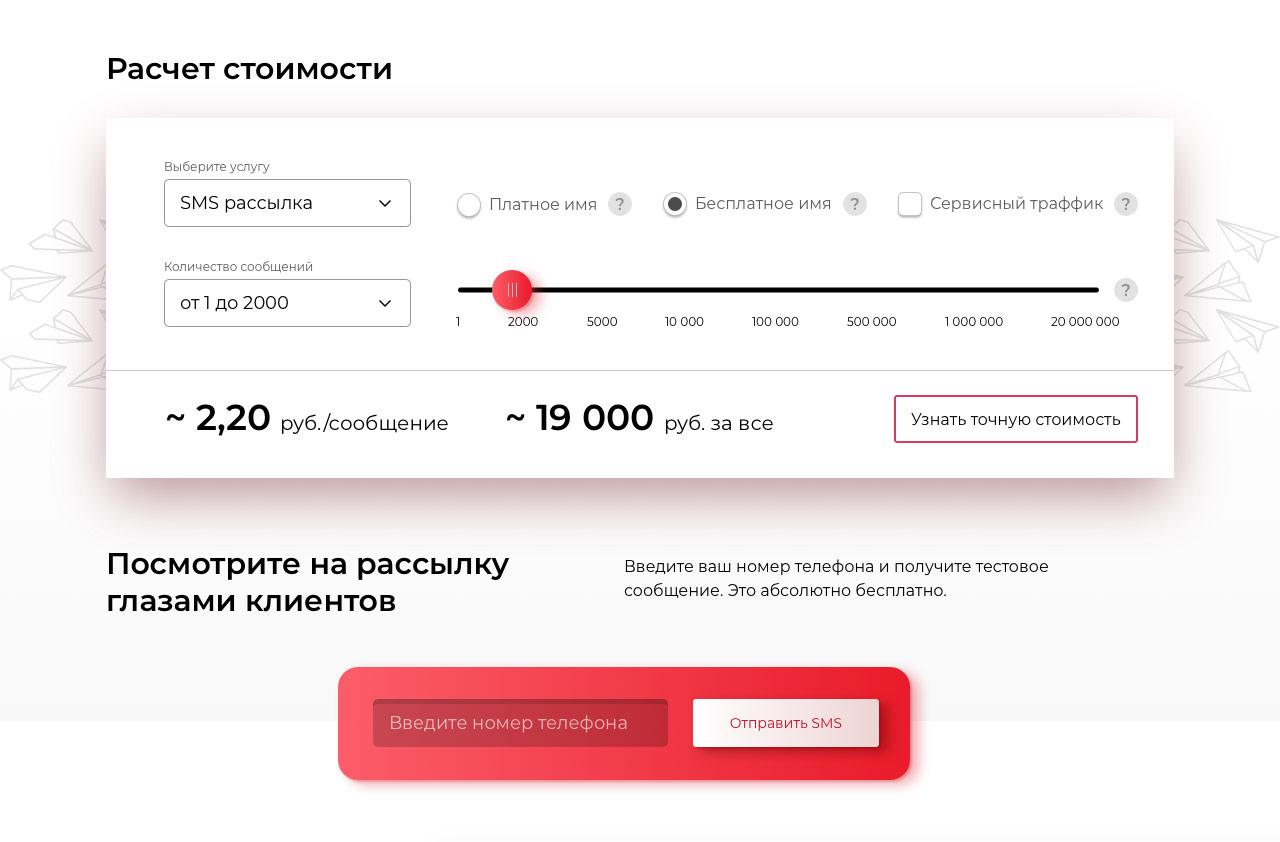 Расчет стоимости
Выберите услугу
SMS рассылка
Платное имя ?
Бесплатное имя ?
Сервисный траффик ?
Количество сообщений
от 1 до 2000
?
1 2000 5000 10 000 100 000 500 000 1 000 000 20 000 000
~ 2,20 руб./сообщение
~ 19 000 руб. за все
Узнать точную стоимость
Посмотрите на рассылку
глазами клиентов
Введите ваш номер телефона и получите тестовое
сообщение. Это абсолютно бесплатно.
Введите номер телефона
Отправить SMS